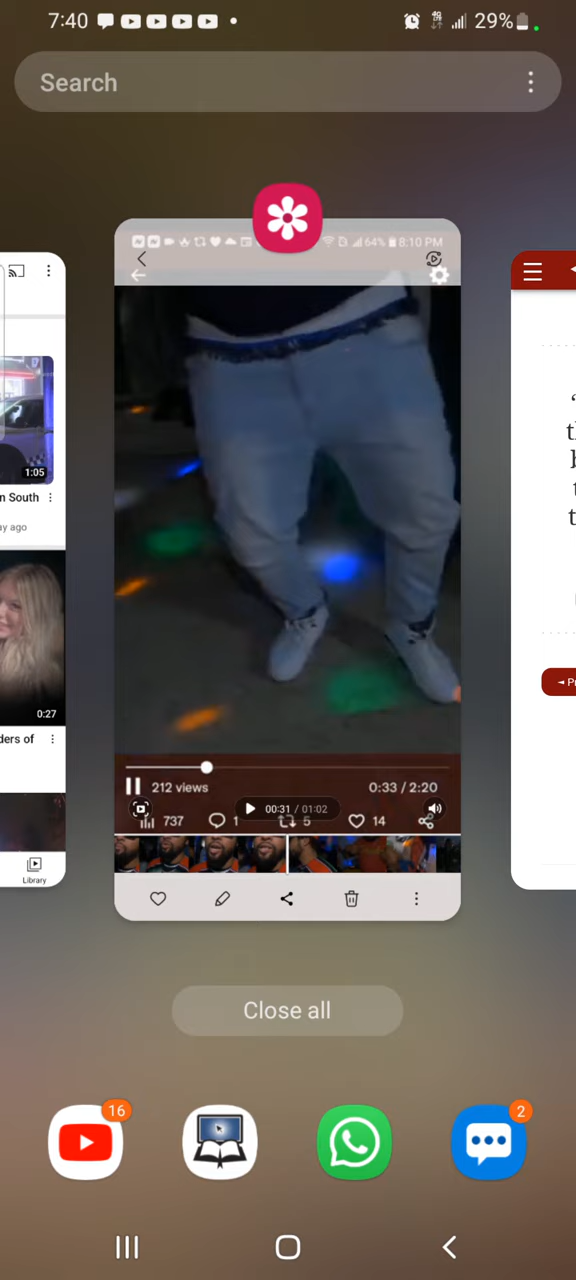 7:40
29%
Search
64% 8:10 PM
1:05
n South
ay ago
0:27
ders of
Library
212 views
0:33 / 2:20
00:31 / 01:02
737
1
5
14
Close all
16
2